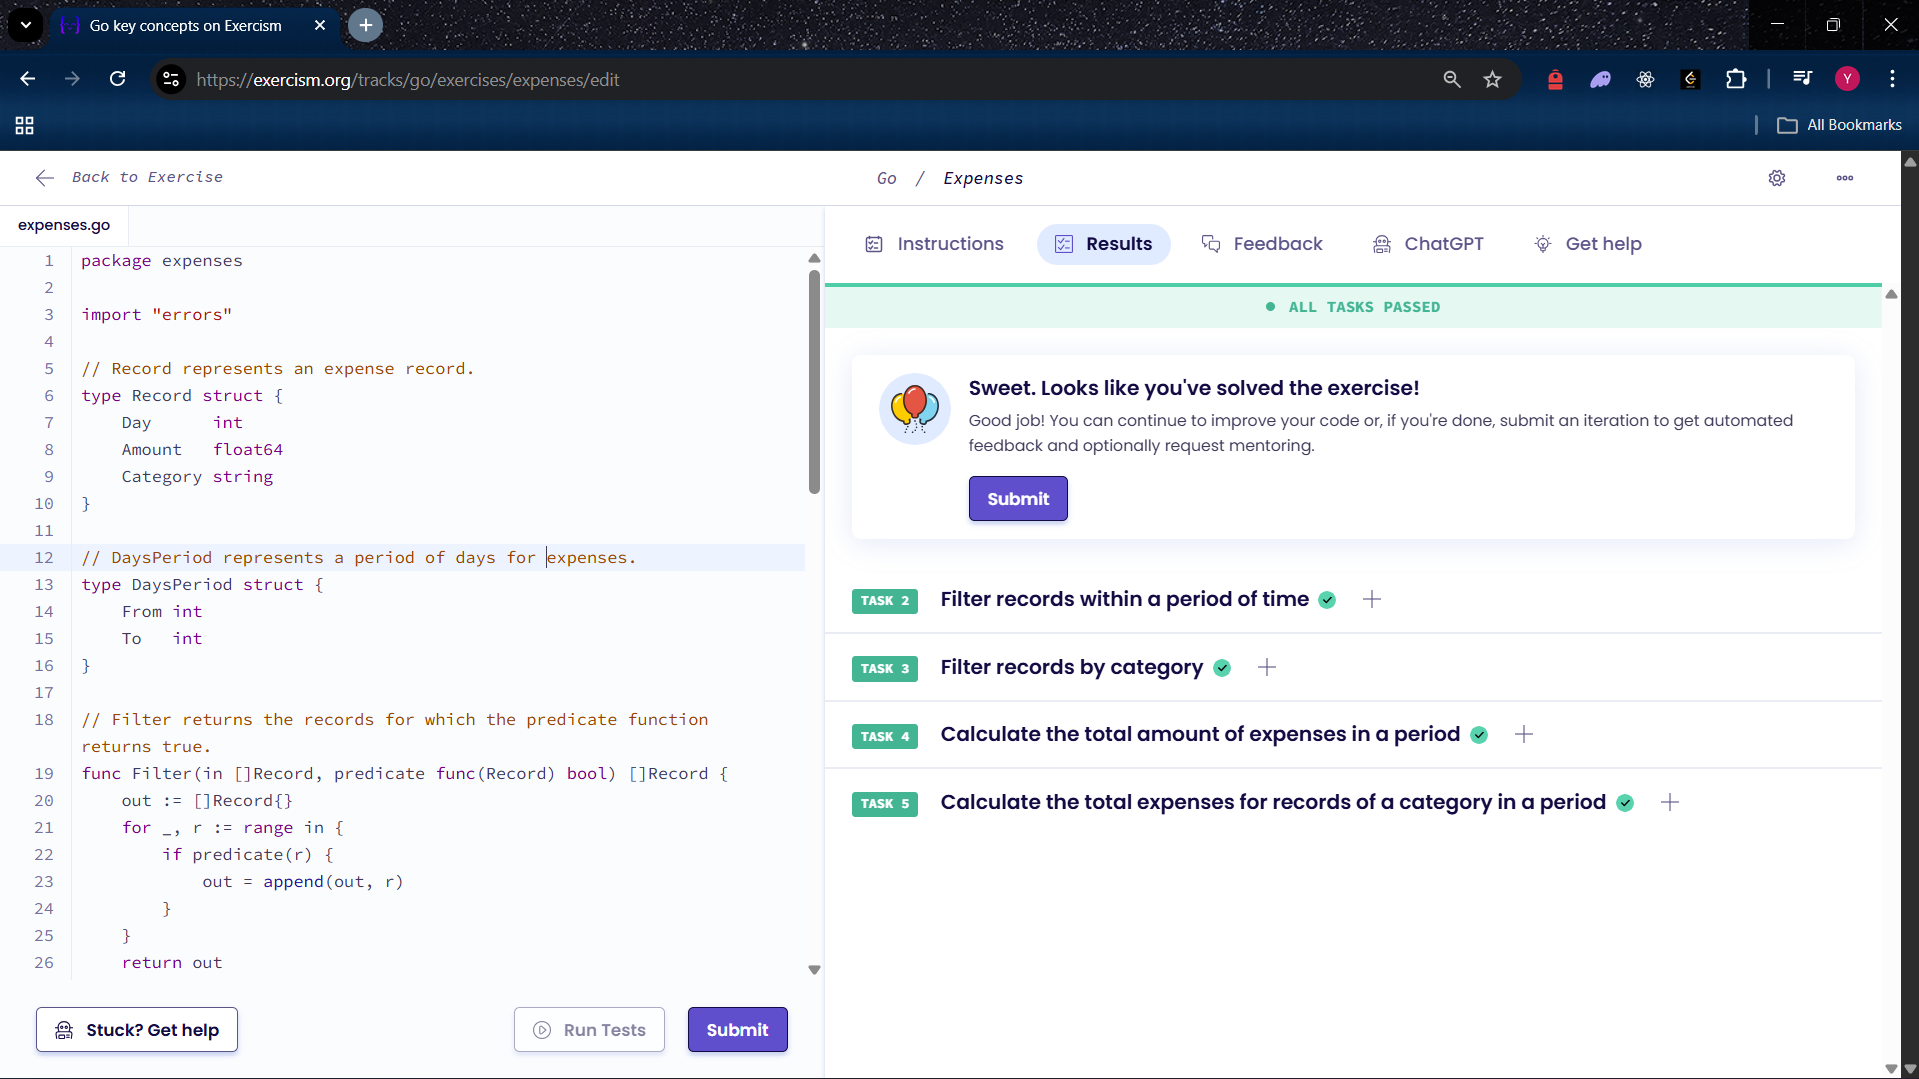 Go key concepts on Exercism
https://exercism.org/tracks/go/exercises/expenses/edit
Y
All Bookmarks
Back to Exercise
Go / Expenses
expenses.go
Instructions
Results
Feedback
ChatGPT
Get help
1 package expenses
2
3 import "errors"
4
5 // Record represents an expense record.
6 type Record struct {
7 Day int
8 Amount float64
9 Category string
10 }
11
12 // DaysPeriod represents a period of days for expenses.
13 type DaysPeriod struct {
14 From int
15 To int
16 }
17
18 // Filter returns the records for which the predicate function
returns true.
19 func Filter(in []Record, predicate func(Record) bool) []Record {
20 out := []Record{}
21 for _, r := range in {
22 if predicate(r) {
23 out = append(out, r)
24 }
25 }
26 return out
Stuck? Get help
Run Tests
Submit
ALL TASKS PASSED
Sweet. Looks like you've solved the exercise!
Good job! You can continue to improve your code or, if you're done, submit an iteration to get automated
feedback and optionally request mentoring.
Submit
TASK 2 Filter records within a period of time
TASK 3 Filter records by category
TASK 4 Calculate the total amount of expenses in a period
TASK 5 Calculate the total expenses for records of a category in a period